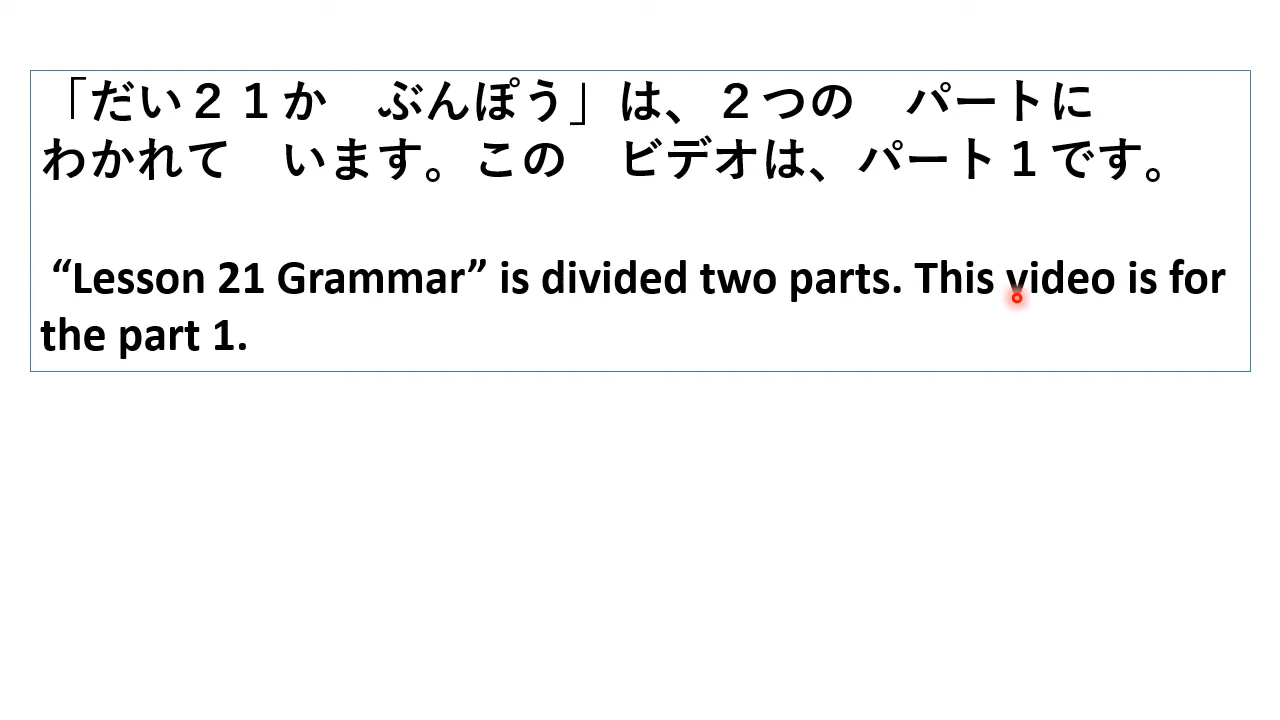 「だい２１か　ぶんぽう」は、２つの　パートに
わかれて　います。この　ビデオは、パート１です。
“Lesson 21 Grammar” is divided two parts. This video is for
the part 1.